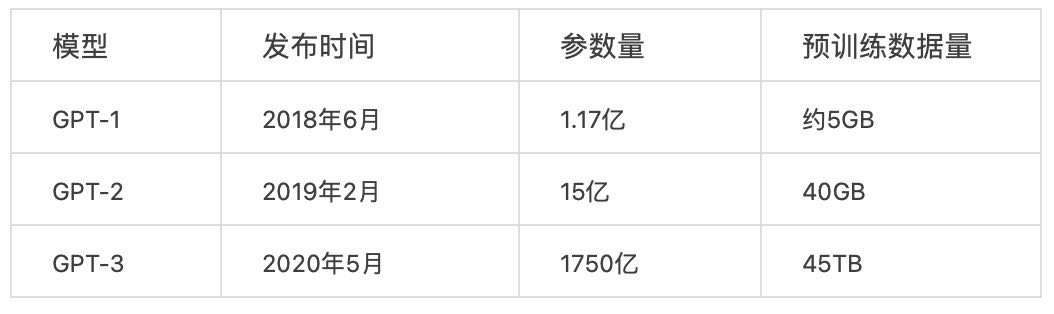 模型 发布时间 参数量 预训练数据量
GPT-1 2018年6月 1.17亿 约5GB
GPT-2 2019年2月 15亿 40GB
GPT-3 2020年5月 1750亿 45TB